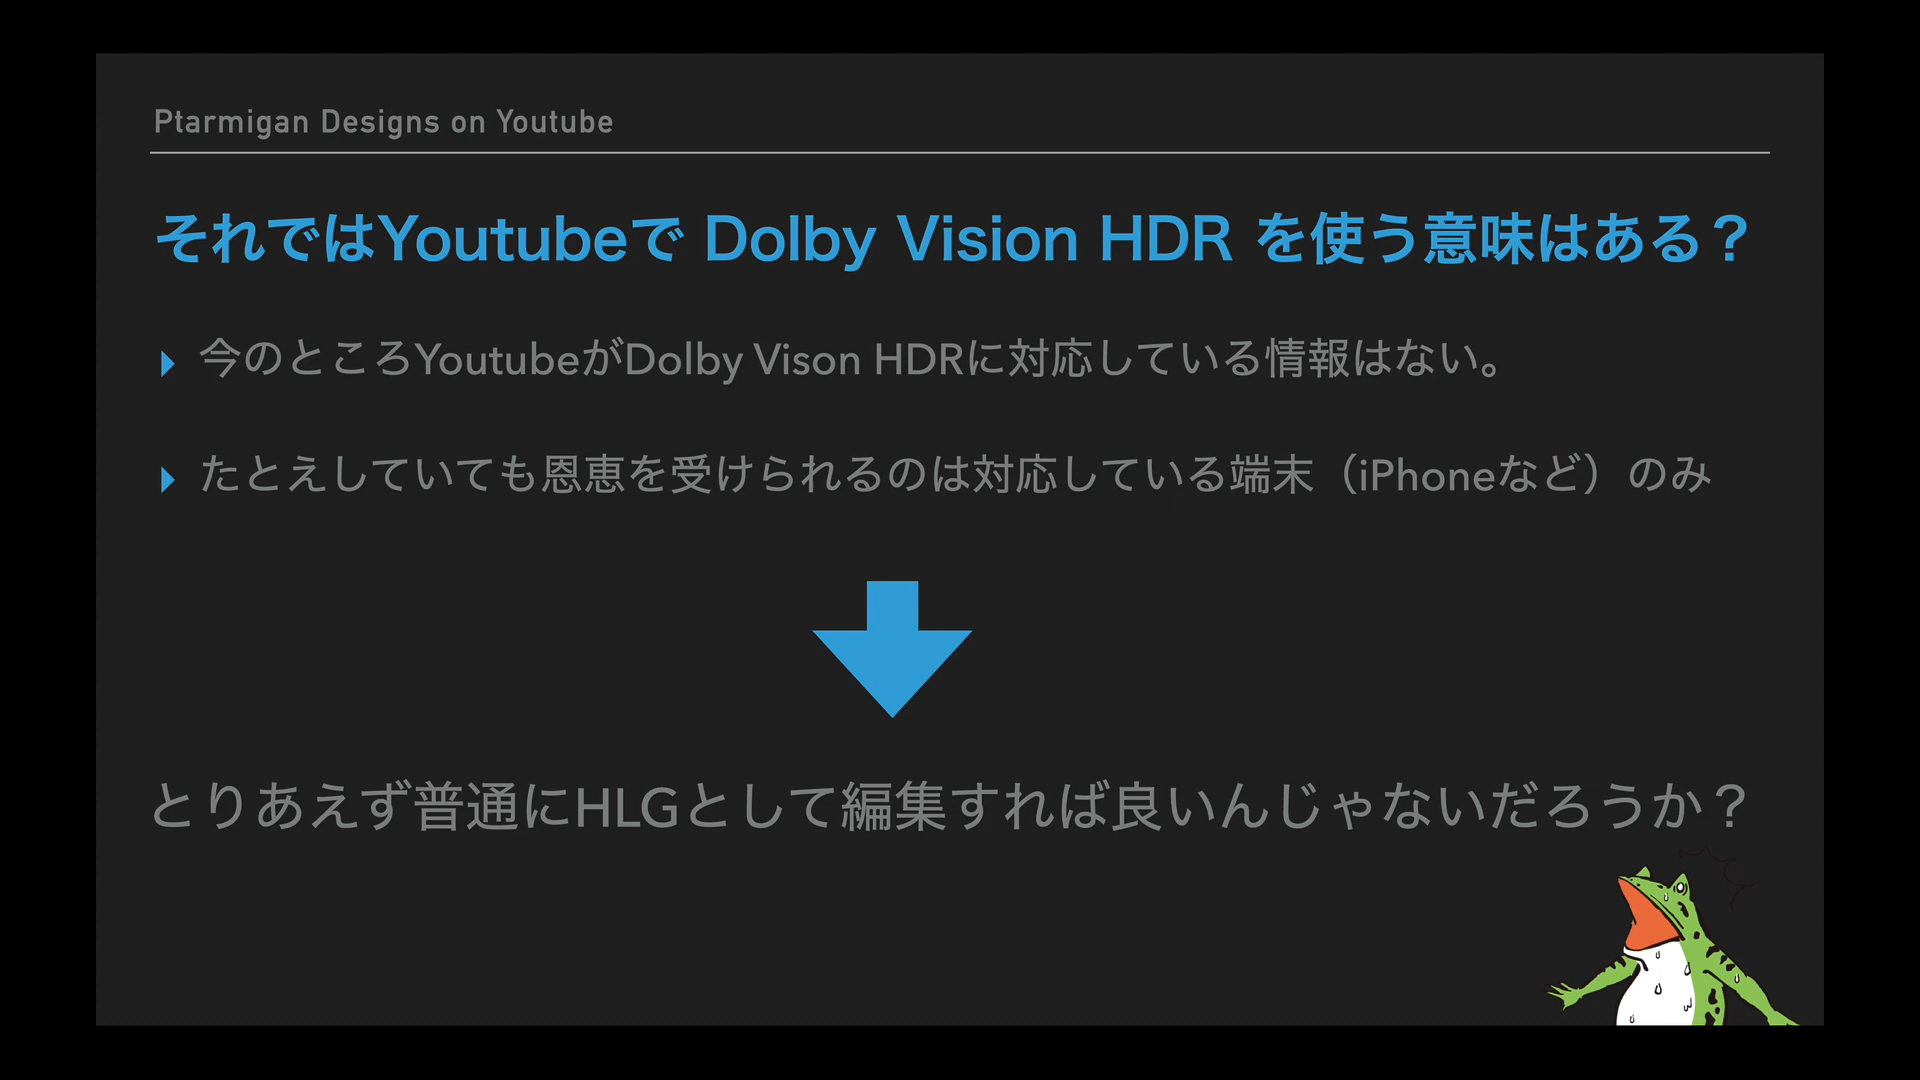 Ptarmigan Designs on Youtube
それではYoutubeで Dolby Vision HDR を使う意味はある？
今のところYoutubeがDolby Vison HDRに対応している情報はない。
たとえしていても恩恵を受けられるのは対応している端末（iPhoneなど）のみ
とりあえず普通にHLGとして編集すれば良いんじゃないだろうか？